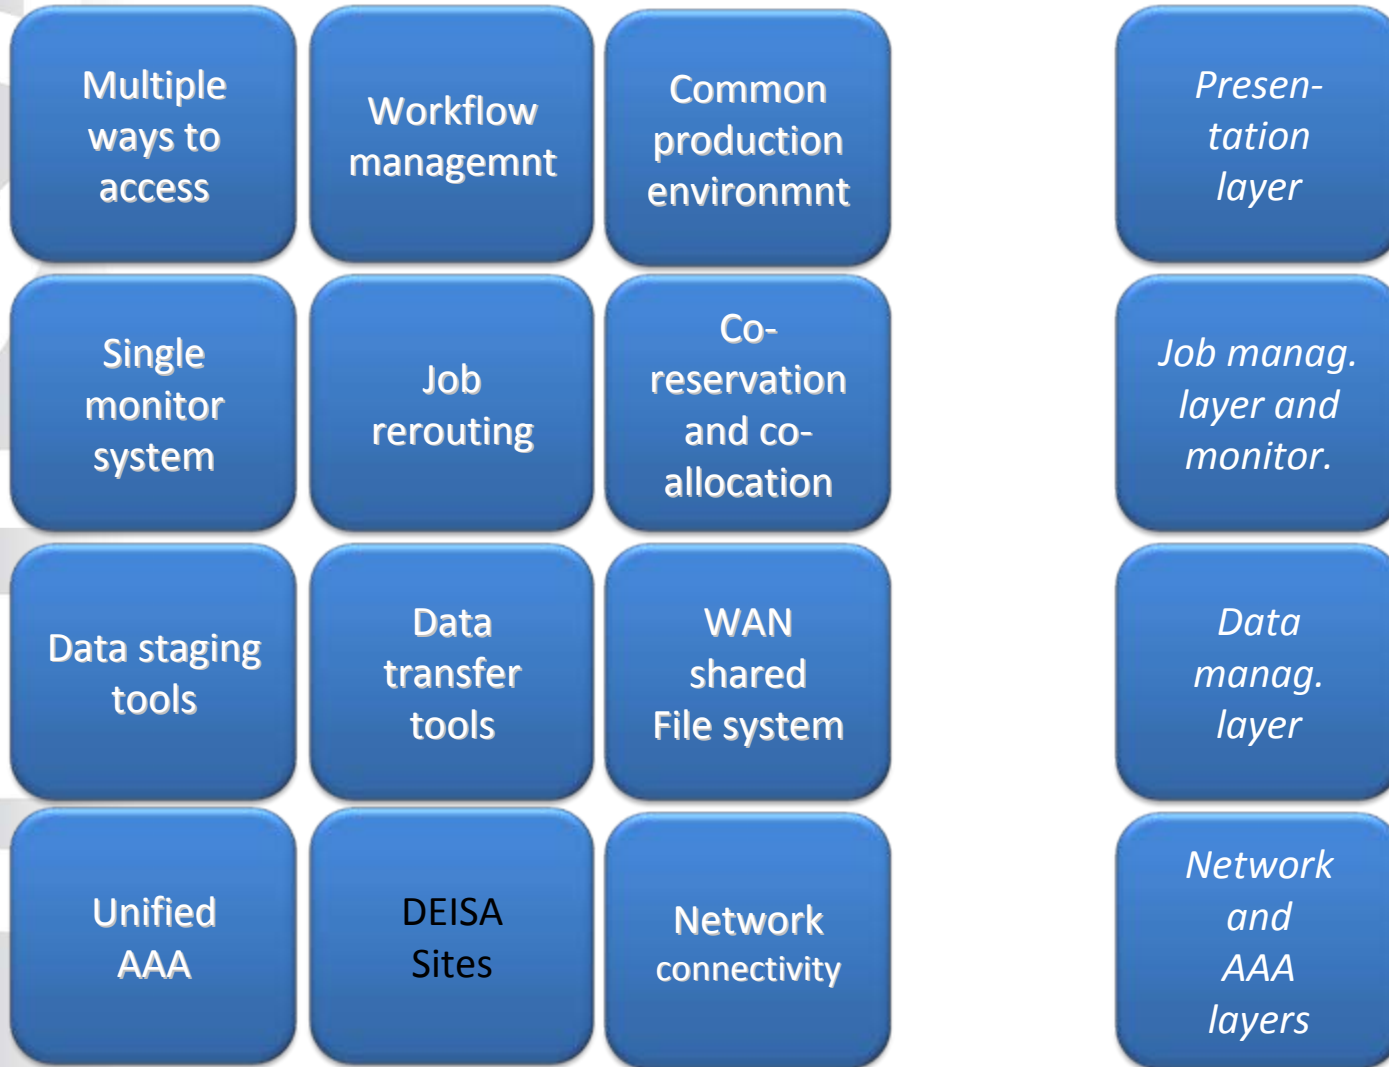 Multiple
ways to
access
Workflow
managemnt
Common
production
environmnt
Presen-
tation
layer
Single
monitor
system
Job
rerouting
Co-
reservation
and co-
allocation
Job manag.
layer and
monitor.
Data staging
tools
Data
transfer
tools
WAN
shared
File system
Data
manag.
layer
Unified
AAA
DEISA
Sites
Network
connectivity
Network
and
AAA
layers